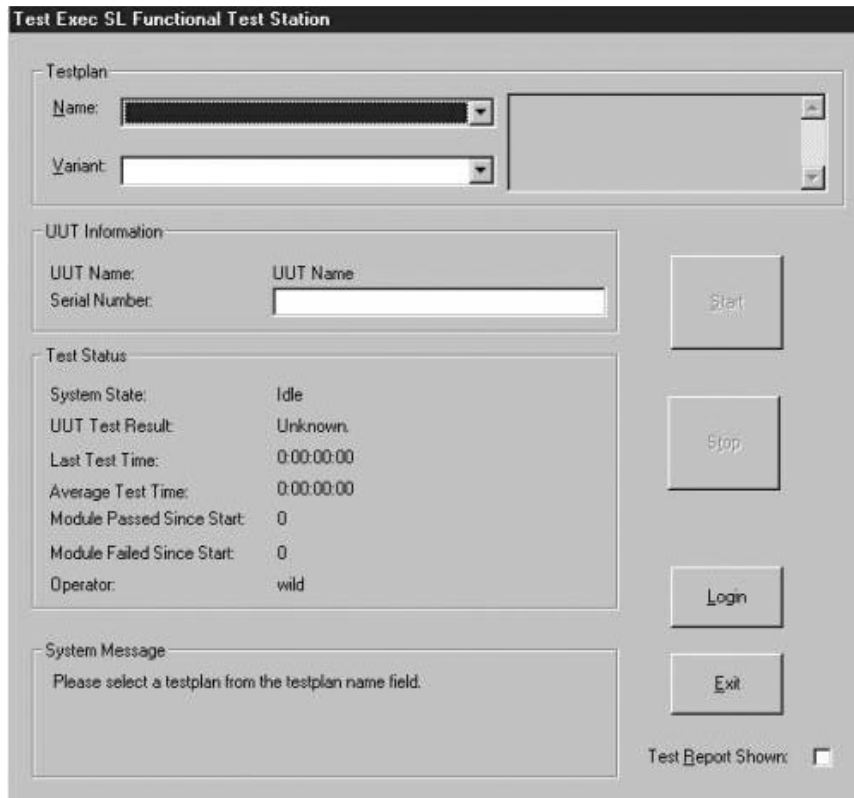 Test Exec SL Functional Test Station
Testplan
Name:
Variant:
UUT Information
UUT Name: UUT Name
Serial Number:
Start
Test Status
System State: Idle
UUT Test Result: Unknown.
Stop
Last Test Time: 0:00:00:00
Average Test Time: 0:00:00:00
Module Passed Since Start: 0
Module Failed Since Start: 0
Operator: wild
Login
System Message
Please select a testplan from the testplan name field.
Exit
Test Report Shown: